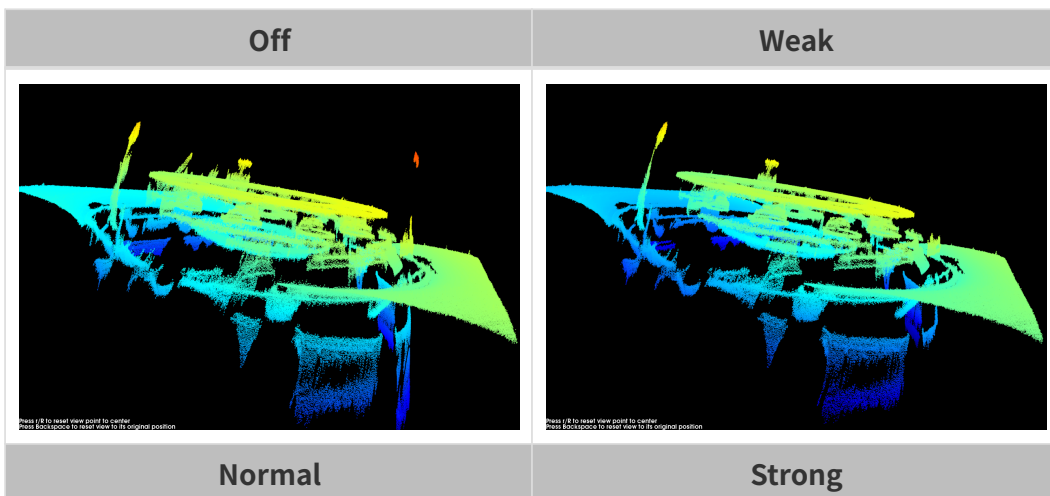 Off
Weak
Press r/R to reset view point to center
Press Backspace to reset view to its original position
Press r/R to reset view point to center
Press Backspace to reset view to its original position
Normal
Strong